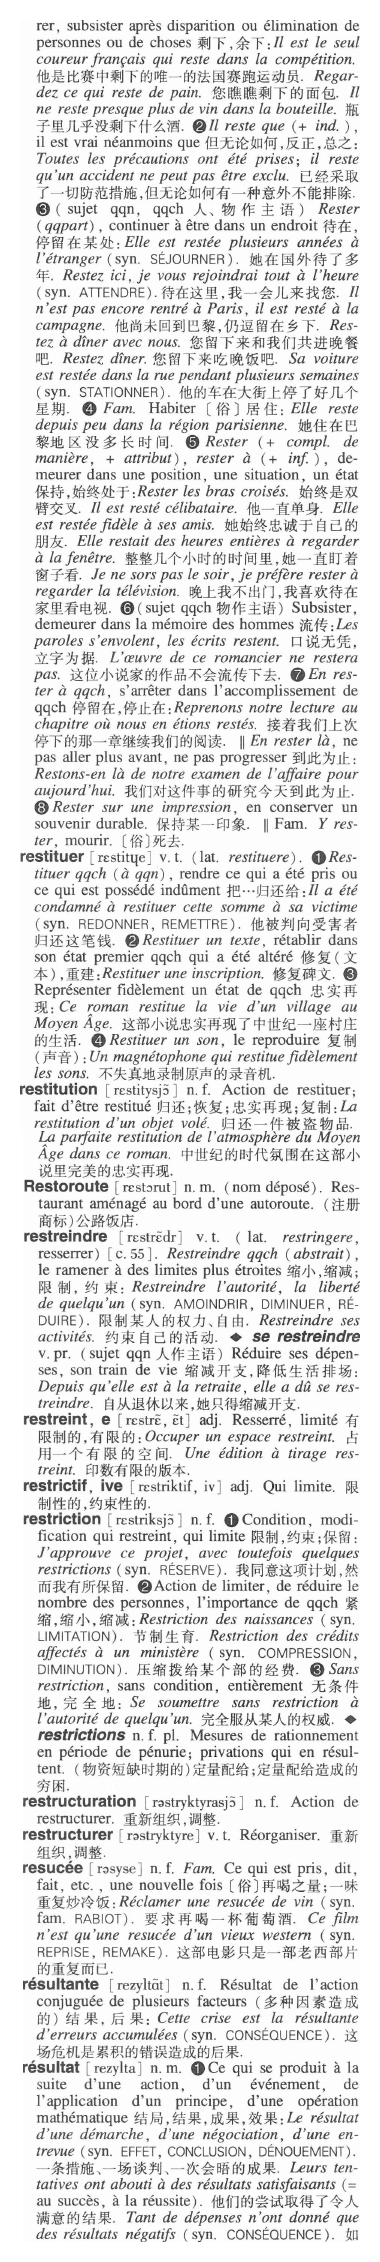 rer, subsister après disparition ou élimination de
personnes ou de choses 剩下,余下:Il est le seul
coureur français qui reste dans la compétition.
他是比赛中剩下的唯一的法国赛跑运动员. Regar-
dez ce qui reste de pain. 您瞧瞧剩下的面包. Il
ne reste presque plus de vin dans la bouteille. 瓶
子里几乎没剩下什么酒. ❷Il reste que (+ ind.),
il est vrai néanmoins que 但无论如何,反正,总之:
Toutes les précautions ont été prises; il reste
qu'un accident ne peut pas être exclu. 已经采取
了一切防范措施,但无论如何有一种意外不能排除.
❸(sujet qqn, qqch 人、物作主语) Rester
(qqpart), continuer à être dans un endroit 待在,
停留在某处:Elle est restée plusieurs années à
l'étranger (syn. SÉJOURNER). 她在国外待了多
年. Restez ici, je vous rejoindrai tout à l'heure
(syn. ATTENDRE). 待在这里,我一会儿来找您. Il
n'est pas encore rentré à Paris, il est resté à la
campagne. 他尚未回到巴黎,仍逗留在乡下. Res-
tez à dîner avec nous. 您留下来和我们共进晚餐
吧. Restez dîner. 您留下来吃晚饭吧. Sa voiture
est restée dans la rue pendant plusieurs semaines
(syn. STATIONNER). 他的车在大街上停了好几个
星期. ❹ Fam. Habiter [俗]居住: Elle reste
depuis peu dans la région parisienne. 她住在巴
黎地区没多长时间. ❺ Rester (+ compl. de
manière, + attribut), rester à (+ inf.), de-
meurer dans une position, une situation, un état
保持,始终处于:Rester les bras croisés. 始终是双
臂交叉. Il est resté célibataire. 他一直单身. Elle
est restée fidèle à ses amis. 她始终忠诚于自己的
朋友. Elle restait des heures entières à regarder
à la fenêtre. 整整几个小时的时间里,她一直盯着
窗子看. Je ne sors pas le soir, je préfère rester à
regarder la télévision. 晚上我不出门,我喜欢待在
家里看电视. ❻(sujet qqch 物作主语) Subsister,
demeurer dans la mémoire des hommes 流传:Les
paroles s'envolent, les écrits restent. 口说无凭,
立字为据. L'œuvre de ce romancier ne restera
pas. 这位小说家的作品不会流传下去. ❼En res-
ter à qqch, s'arrêter dans l'accomplissement de
qqch 停留在,停止在:Reprenons notre lecture au
chapitre où nous en étions restés. 接着我们上次
停下的那一章继续我们的阅读. ‖ En rester là, ne
pas aller plus avant, ne pas progresser 到此为止:
Restons-en là de notre examen de l'affaire pour
aujourd'hui. 我们对这件事的研究今天到此为止.
❽ Rester sur une impression, en conserver un
souvenir durable. 保持某一印象. ‖ Fam. Y res-
ter, mourir. [俗]死去.
restituer [rɛstitɥe] v. t. (lat. restituere). ❶Res-
tituer qqch (à qqn), rendre ce qui a été pris ou
ce qui est possédé indûment 把…归还给:Il a été
condamné à restituer cette somme à sa victime
(syn. REDONNER, REMETTRE). 他被判向受害者
归还这笔钱. ❷Restituer un texte, rétablir dans
son état premier qqch qui a été altéré 修复(文
本),重建:Restituer une inscription. 修复碑文. ❸
Représenter fidèlement un état de qqch 忠实再
现:Ce roman restitue la vie d'un village au
Moyen Âge. 这部小说忠实再现了中世纪一座村庄
的生活. ❹ Restituer un son, le reproduire 复制
(声音):Un magnétophone qui restitue fidèlement
les sons. 不失真地录制原声的录音机.
restitution [rɛstitysjɔ̃] n. f. Action de restituer;
fait d'être restitué 归还;恢复;忠实再现;复制:La
restitution d'un objet volé. 归还一件被盗物品.
La parfaite restitution de l'atmosphère du Moyen
Âge dans ce roman. 中世纪的时代氛围在这部小
说里完美的忠实再现.
Restoroute [rɛstɔrut] n. m. (nom déposé). Res-
taurant aménagé au bord d'une autoroute. (注册
商标)公路饭店.
restreindre [rɛstrɛ̃dr] v. t. (lat. restringere,
resserrer) [c. 55]. Restreindre qqch (abstrait),
le ramener à des limites plus étroites 缩小,缩减;
限制,约束: Restreindre l'autorité, la liberté
de quelqu'un (syn. AMOINDRIR, DIMINUER, RÉ-
DUIRE). 限制某人的权力、自由. Restreindre ses
activités. 约束自己的活动. ◆ se restreindre
v. pr. (sujet qqn 人作主语) Réduire ses dépen-
ses, son train de vie 缩减开支,降低生活排场:
Depuis qu'elle est à la retraite, elle a dû se res-
treindre. 自从退休以来,她只得缩减开支.
restreint, e [rɛstrɛ̃, ɛ̃t] adj. Resserré, limité 有
限制的,有限的:Occuper un espace restreint. 占
用一个有限的空间. Une édition à tirage res-
treint. 印数有限的版本.
restrictif, ive [rɛstriktif, iv] adj. Qui limite. 限
制性的,约束性的.
restriction [rɛstriksjɔ̃] n. f. ❶Condition, modi-
fication qui restreint, qui limite 限制,约束;保留:
J'approuve ce projet, avec toutefois quelques
restrictions (syn. RÉSERVE). 我同意这项计划,然
而我有所保留. ❷Action de limiter, de réduire le
nombre des personnes, l'importance de qqch 紧
缩,缩小,缩减:Restriction des naissances (syn.
LIMITATION). 节制生育. Restriction des crédits
affectés à un ministère (syn. COMPRESSION,
DIMINUTION). 压缩拨给某个部的经费. ❸ Sans
restriction, sans condition, entièrement 无条件
地,完全地: Se soumettre sans restriction à
l'autorité de quelqu'un. 完全服从某人的权威. ◆
restrictions n. f. pl. Mesures de rationnement
en période de pénurie; privations qui en résul-
tent. (物资短缺时期的)定量配给;定量配给造成的
穷困.
restructuration [rəstryktyrasjɔ̃] n. f. Action de
restructurer. 重新组织,调整.
restructurer [rəstryktyre] v. t. Réorganiser. 重新
组织,调整.
resucée [rəsyse] n. f. Fam. Ce qui est pris, dit,
fait, etc., une nouvelle fois [俗]再喝之量;一味
重复炒冷饭:Réclamer une resucée de vin (syn.
fam. RABIOT). 要求再喝一杯葡萄酒. Ce film
n'est qu'une resucée d'un vieux western (syn.
REPRISE, REMAKE). 这部电影只是一部老西部片
的重复而已.
résultante [rezyltɑ̃t] n. f. Résultat de l'action
conjuguée de plusieurs facteurs (多种因素造成
的)结果,后果: Cette crise est la résultante
d'erreurs accumulées (syn. CONSÉQUENCE). 这
场危机是累积的错误造成的后果.
résultat [rezylta] n. m. ❶Ce qui se produit à la
suite d'une action, d'un événement, de
l'application d'un principe, d'une opération
mathématique 结局,结果,成果,效果:Le résultat
d'une démarche, d'une négociation, d'une en-
trevue (syn. EFFET, CONCLUSION, DÉNOUEMENT).
一条措施、一场谈判、一次会晤的成果. Leurs ten-
tatives ont abouti à des résultats satisfaisants (=
au succès, à la réussite). 他们的尝试取得了令人
满意的结果. Tant de dépenses n'ont donné que
des résultats négatifs (syn. CONSÉQUENCE). 如